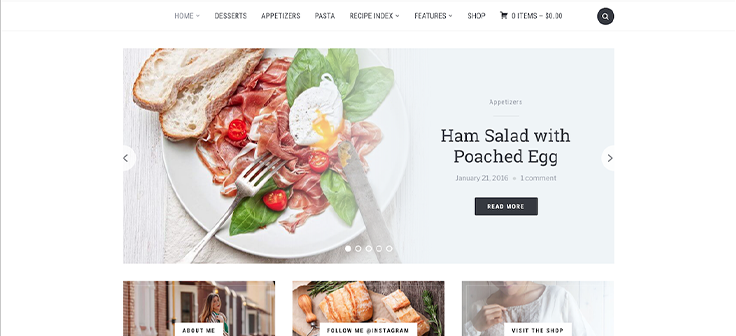 HOME DESSERTS APPETIZERS PASTA RECIPE INDEX FEATURES SHOP 0 ITEMS – $0.00
Appetizers
Ham Salad with
Poached Egg
January 21, 2016 1 comment
READ MORE
ABOUT ME FOLLOW ME @INSTAGRAM VISIT THE SHOP